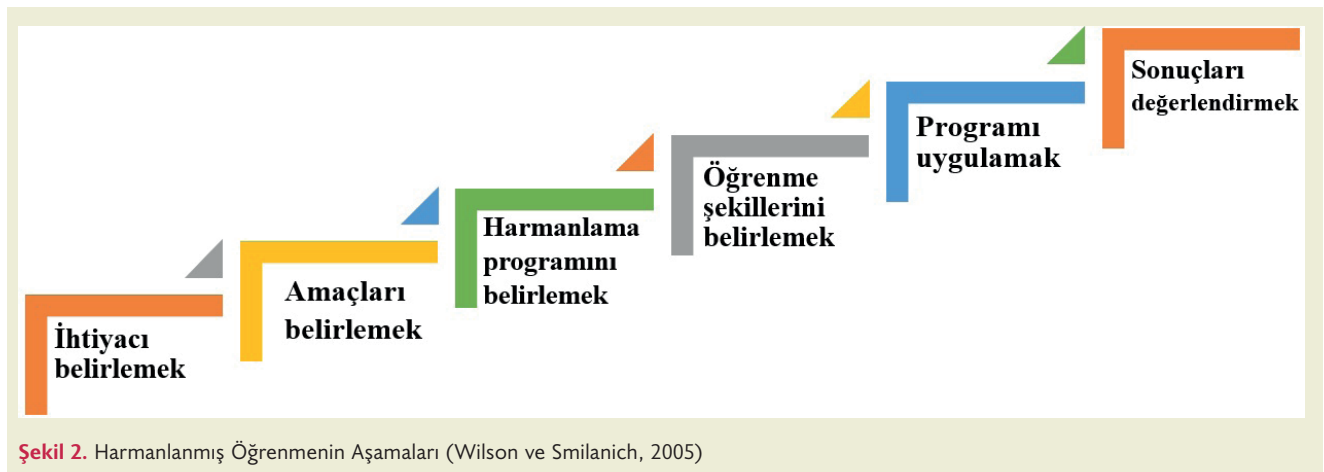 İhtiyacı
belirlemek
Amaçları
belirlemek
Harmanlama
programını
belirlemek
Öğrenme
şekillerini
belirlemek
Programı
uygulamak
Sonuçları
değerlendirmek
Şekil 2. Harmanlanmış Öğrenmenin Aşamaları (Wilson ve Smilanich, 2005)